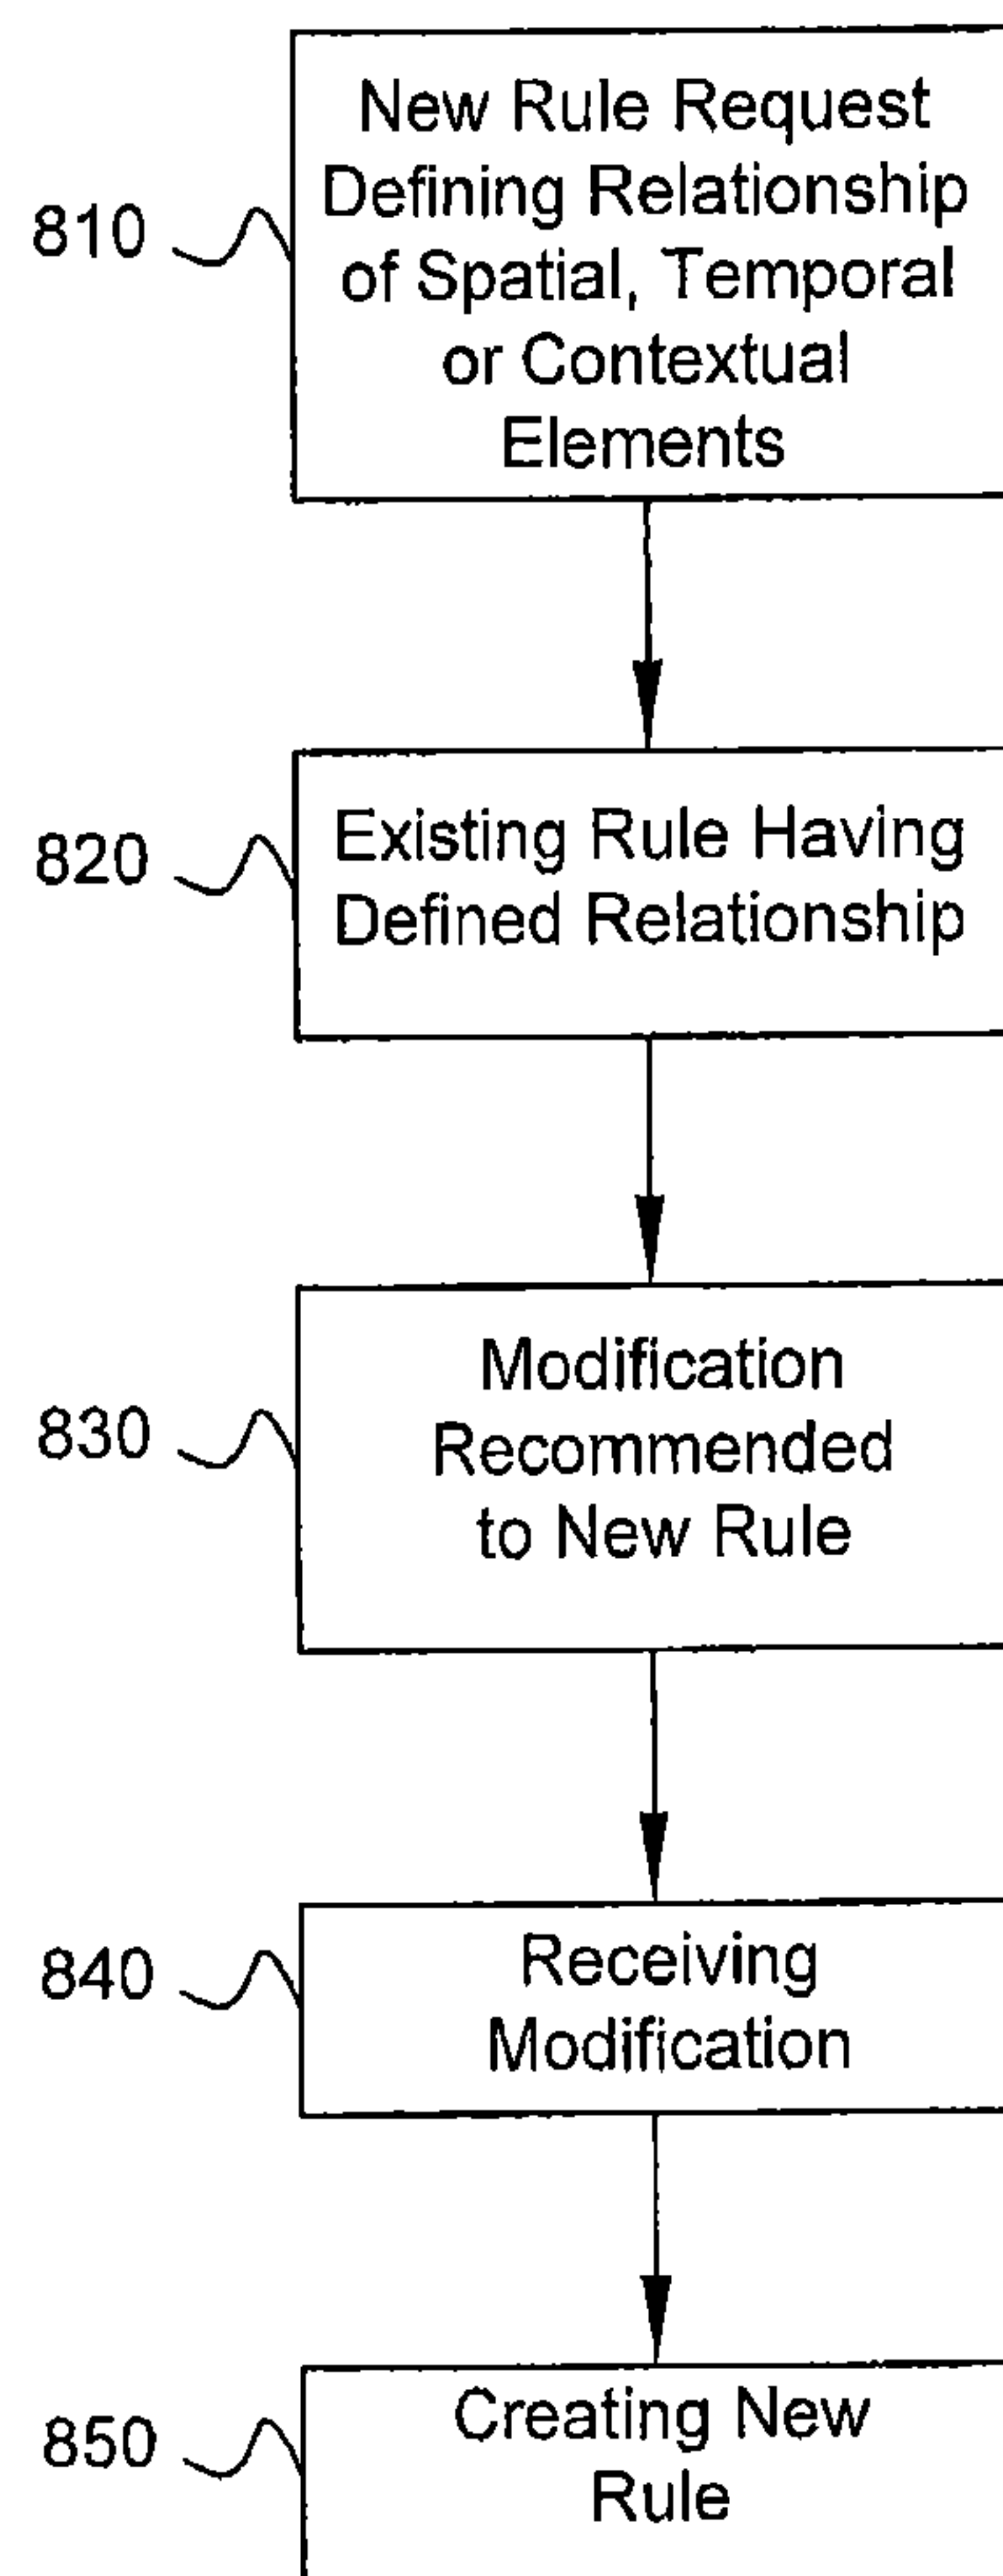 New Rule Request
Defining Relationship
810
of Spatial, Temporal
or Contextual
Elements
820
Existing Rule Having
Defined Relationship
Modification
830
Recommended
to New Rule
840
Receiving
Modification
850
Creating New
Rule